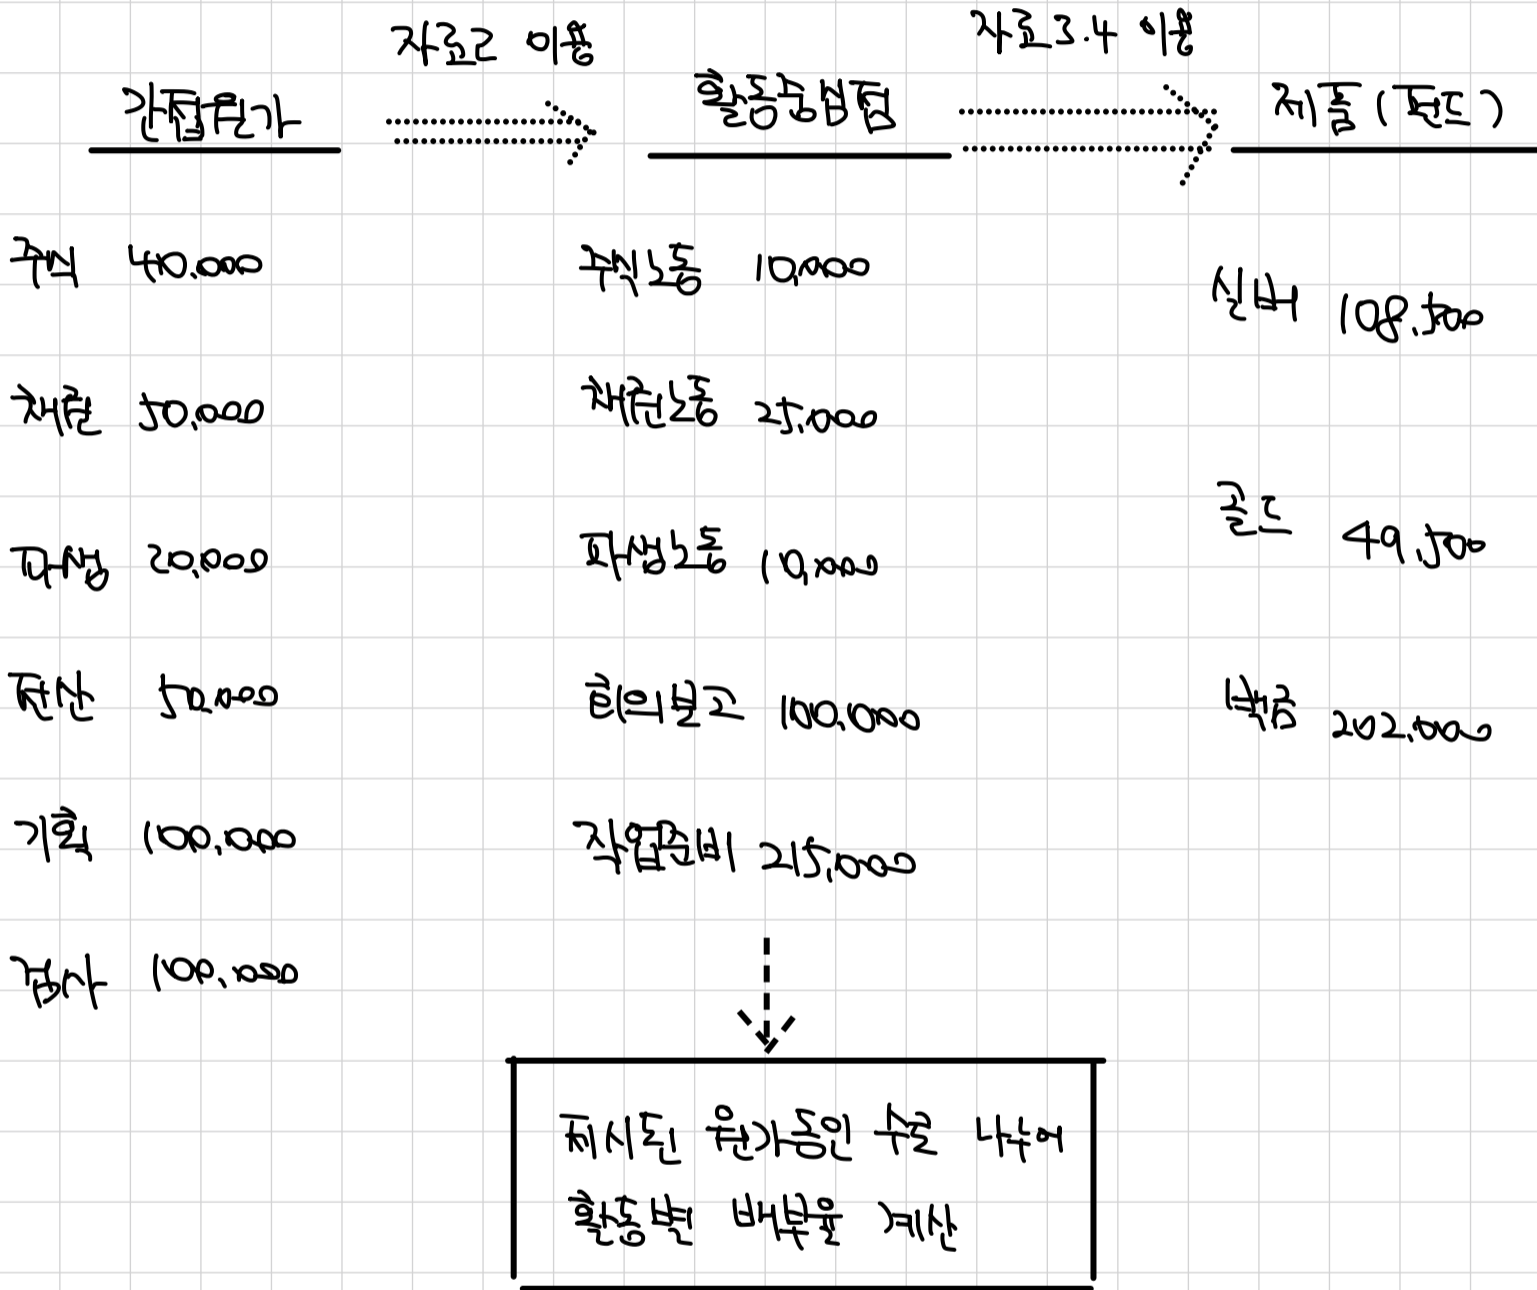 자료2 이용
자료3.4 이용
간접원가
활동중심점
제품(펀드)
주식 40.000
주식노동 10,000
실버 108.500
채권 50.000
채권노동 25.000
골드 49.500
파생 20.000
파생노동 10,000
전산 50.000
회의보고 100.000
백금 202.000
기획 100.000
작업준비 215.000
검사 100.000
제시된 원가동인 수로 나누어
활동별 배부율 계산